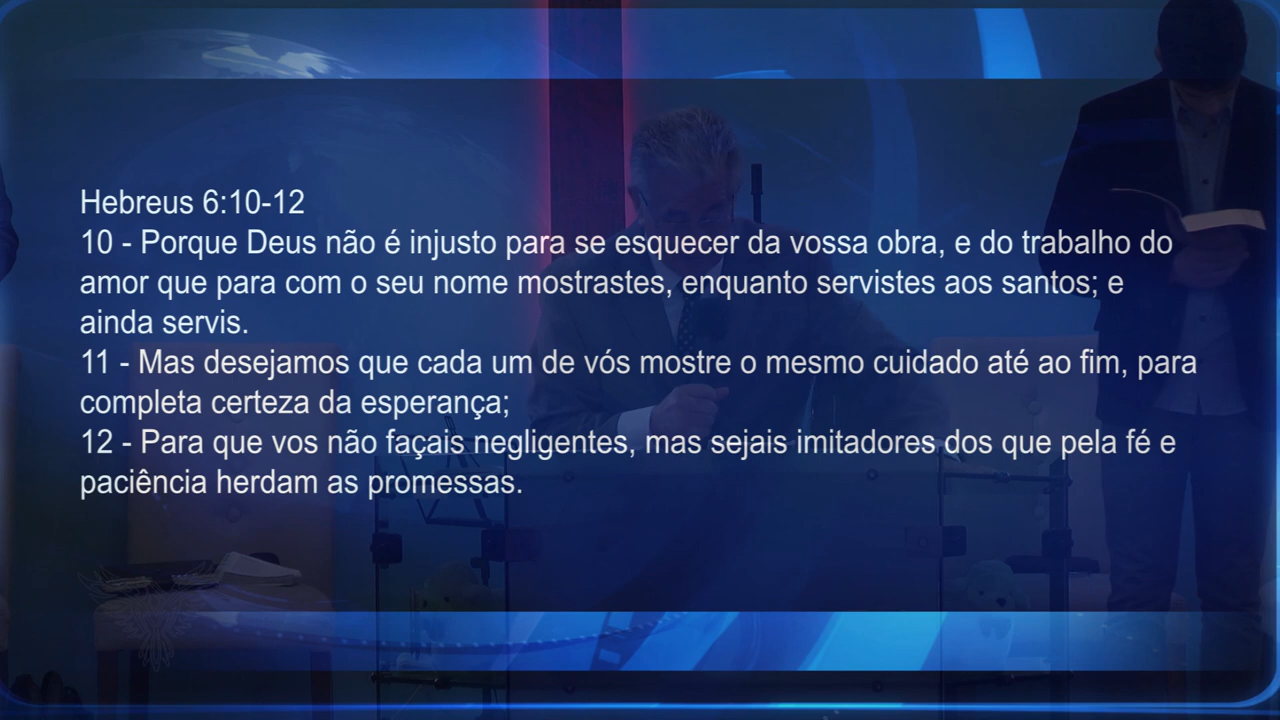 Hebreus 6:10-12
10 - Porque Deus não é injusto para se esquecer da vossa obra, e do trabalho do
amor que para com o seu nome mostrastes, enquanto servistes aos santos; e
ainda servis.
11 - Mas desejamos que cada um de vós mostre o mesmo cuidado até ao fim, para
completa certeza da esperança;
12 - Para que vos não façais negligentes, mas sejais imitadores dos que pela fé e
paciência herdam as promessas.